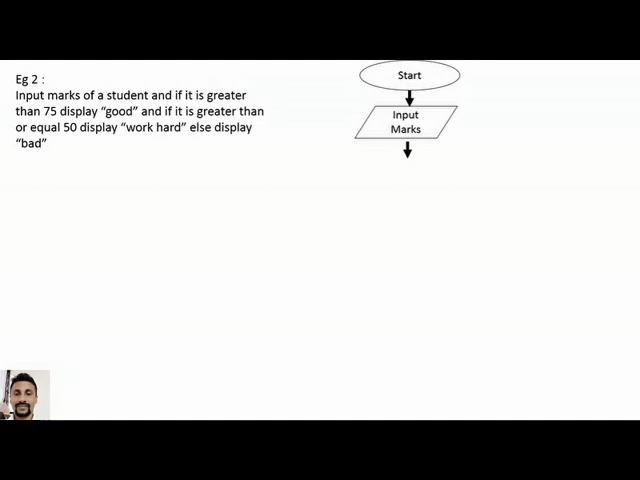 Eg 2 :
Input marks of a student and if it is greater
than 75 display “good” and if it is greater than
or equal 50 display “work hard” else display
“bad”
Start
Input
Marks